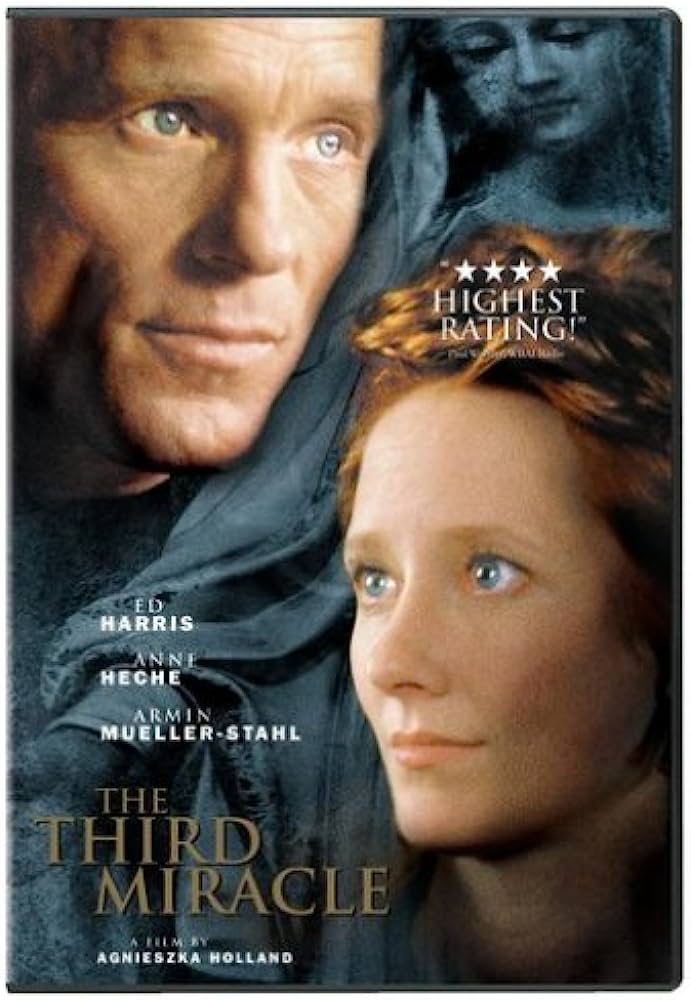 "★★★★
HIGHEST
RATING!"
ED
HARRIS
ANNE
HECHE
ARMIN
MUELLER-STAHL
THE
THIRD
MIRACLE
A FILM BY
AGNIESZKA HOLLAND